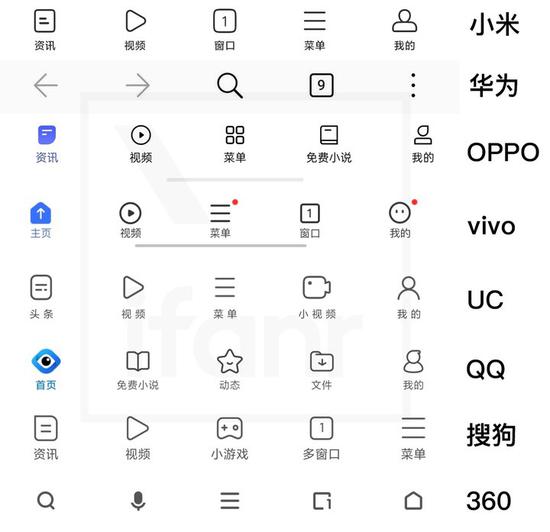 资讯 视频 窗口 菜单 我的 小米
9 华为
资讯 视频 菜单 免费小说 我的 OPPO
主页 视频 菜单 窗口 我的 vivo
头条 视频 菜单 小视频 我的 UC
首页 免费小说 动态 文件 我的 QQ
资讯 视频 小游戏 多窗口 菜单 搜狗
360
1
1
1
1
ifanr